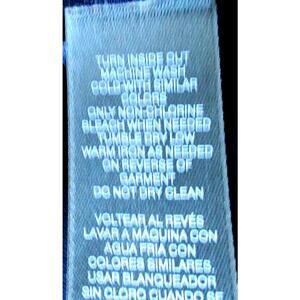 TURN INSIDE OUT
MACHINE WASH
COLD WITH SIMILAR
COLORS
ONLY NON-CHLORINE
BLEACH WHEN NEEDED
TUMBLE DRY LOW
WARM IRON AS NEEDED
ON REVERSE OF
GARMENT
DO NOT DRY CLEAN
VOLTEAR AL REVÉS
LAVAR A MAQUINA CON
AGUA FRIA CON
COLORES SIMILARES.
USAR BLANQUEADOR
SIN CLORO CUANDO SE